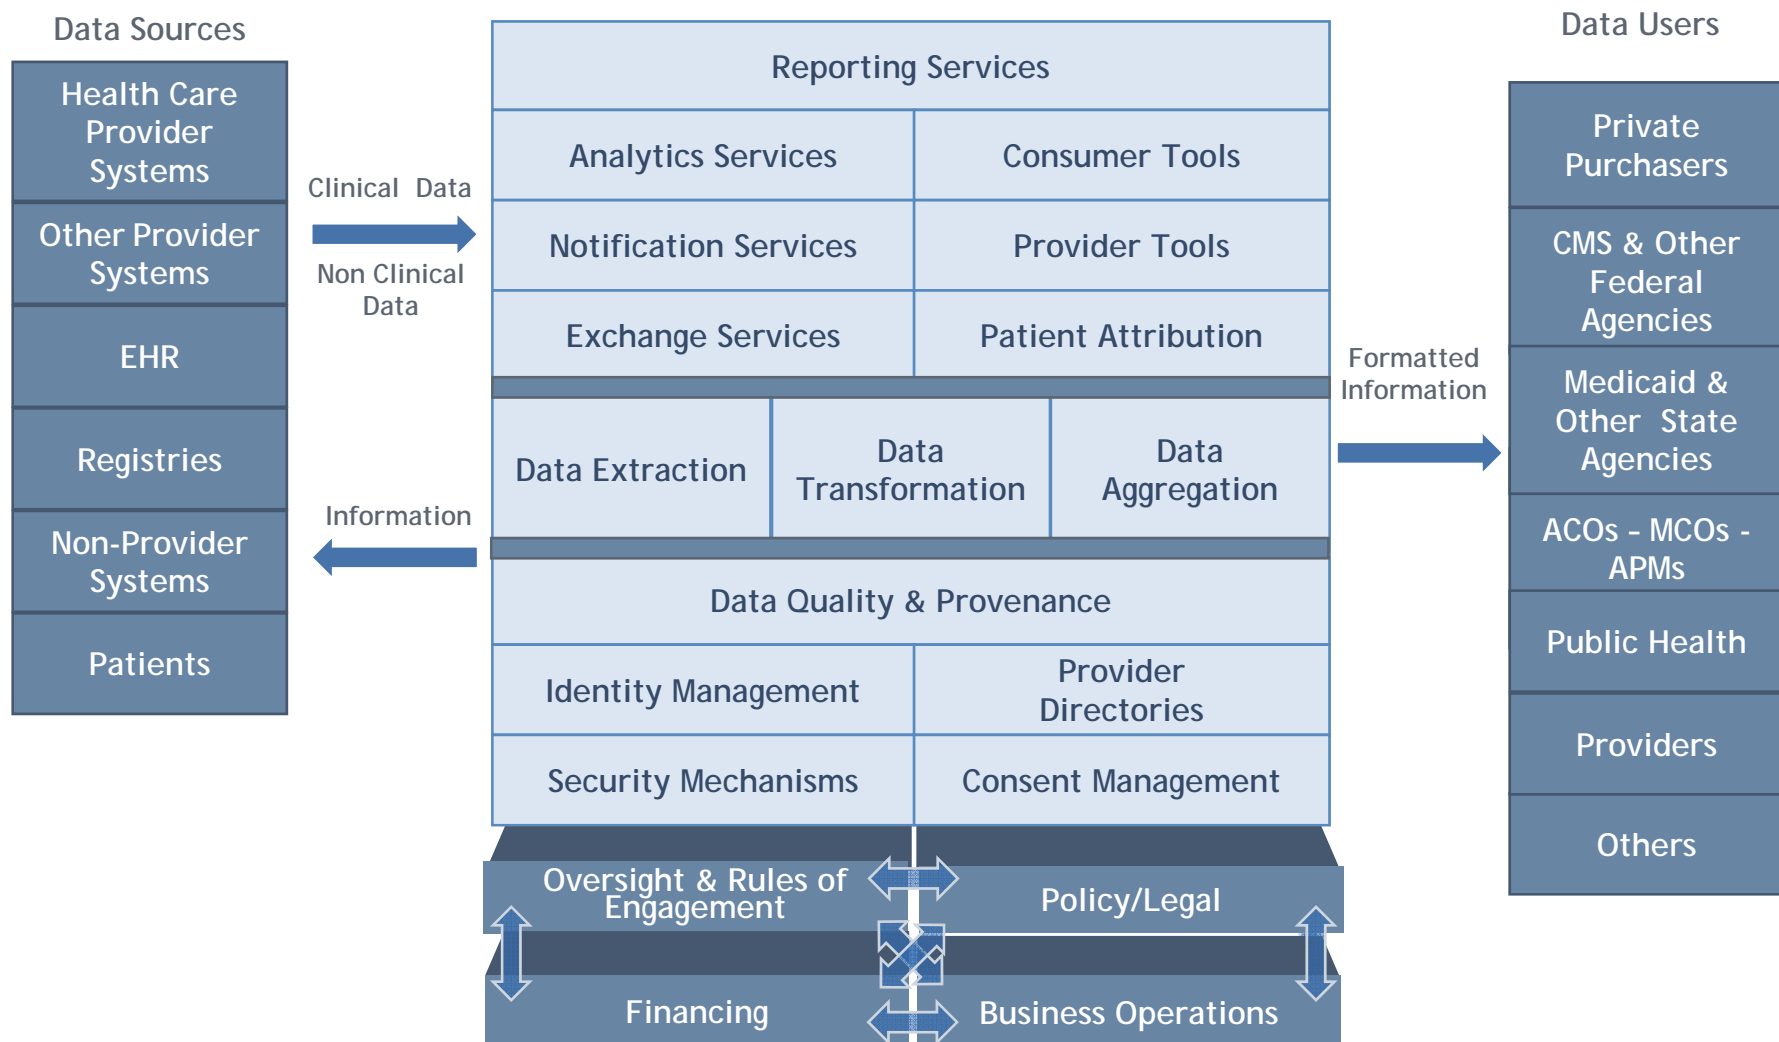 Data Sources
Health Care
Provider
Systems
Other Provider
Systems
EHR
Registries
Non-Provider
Systems
Patients
Clinical Data
Non Clinical
Data
Information
Reporting Services
Analytics Services
Consumer Tools
Notification Services
Provider Tools
Exchange Services
Patient Attribution
Data Extraction
Data
Transformation
Data
Aggregation
Data Quality & Provenance
Identity Management
Provider
Directories
Security Mechanisms
Consent Management
Oversight & Rules of
Engagement
Policy/Legal
Financing
Business Operations
Formatted
Information
Data Users
Private
Purchasers
CMS & Other
Federal
Agencies
Medicaid &
Other State
Agencies
ACOs - MCOs -
APMs
Public Health
Providers
Others